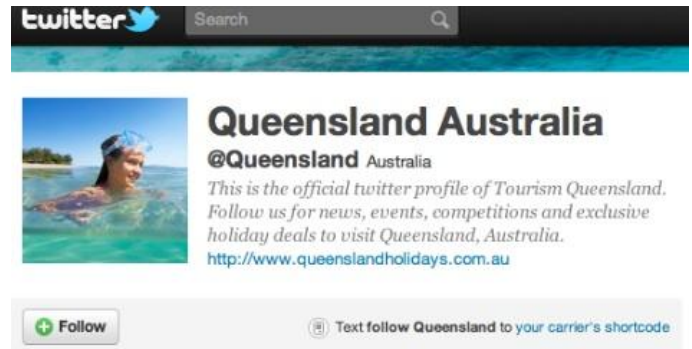 twitter
Search
Queensland Australia
@Queensland Australia
This is the official twitter profile of Tourism Queensland.
Follow us for news, events, competitions and exclusive
holiday deals to visit Queensland, Australia.
http://www.queenslandholidays.com.au
Follow
Text follow Queensland to your carrier's shortcode